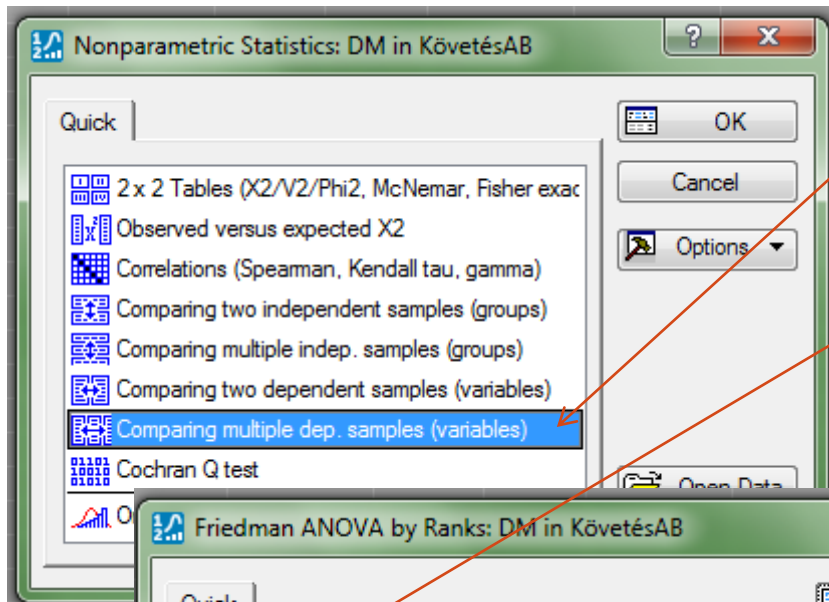 Nonparametric Statistics: DM in KövetésAB
Quick
OK
Cancel
Options
2 x 2 Tables (X2/V2/Phi2, McNemar, Fisher exac
Observed versus expected X2
Correlations (Spearman, Kendall tau, gamma)
Comparing two independent samples (groups)
Comparing multiple indep. samples (groups)
Comparing two dependent samples (variables)
Comparing multiple dep. samples (variables)
Cochran Q test
Open Data
Friedman ANOVA by Ranks: DM in KövetésAB
Quick